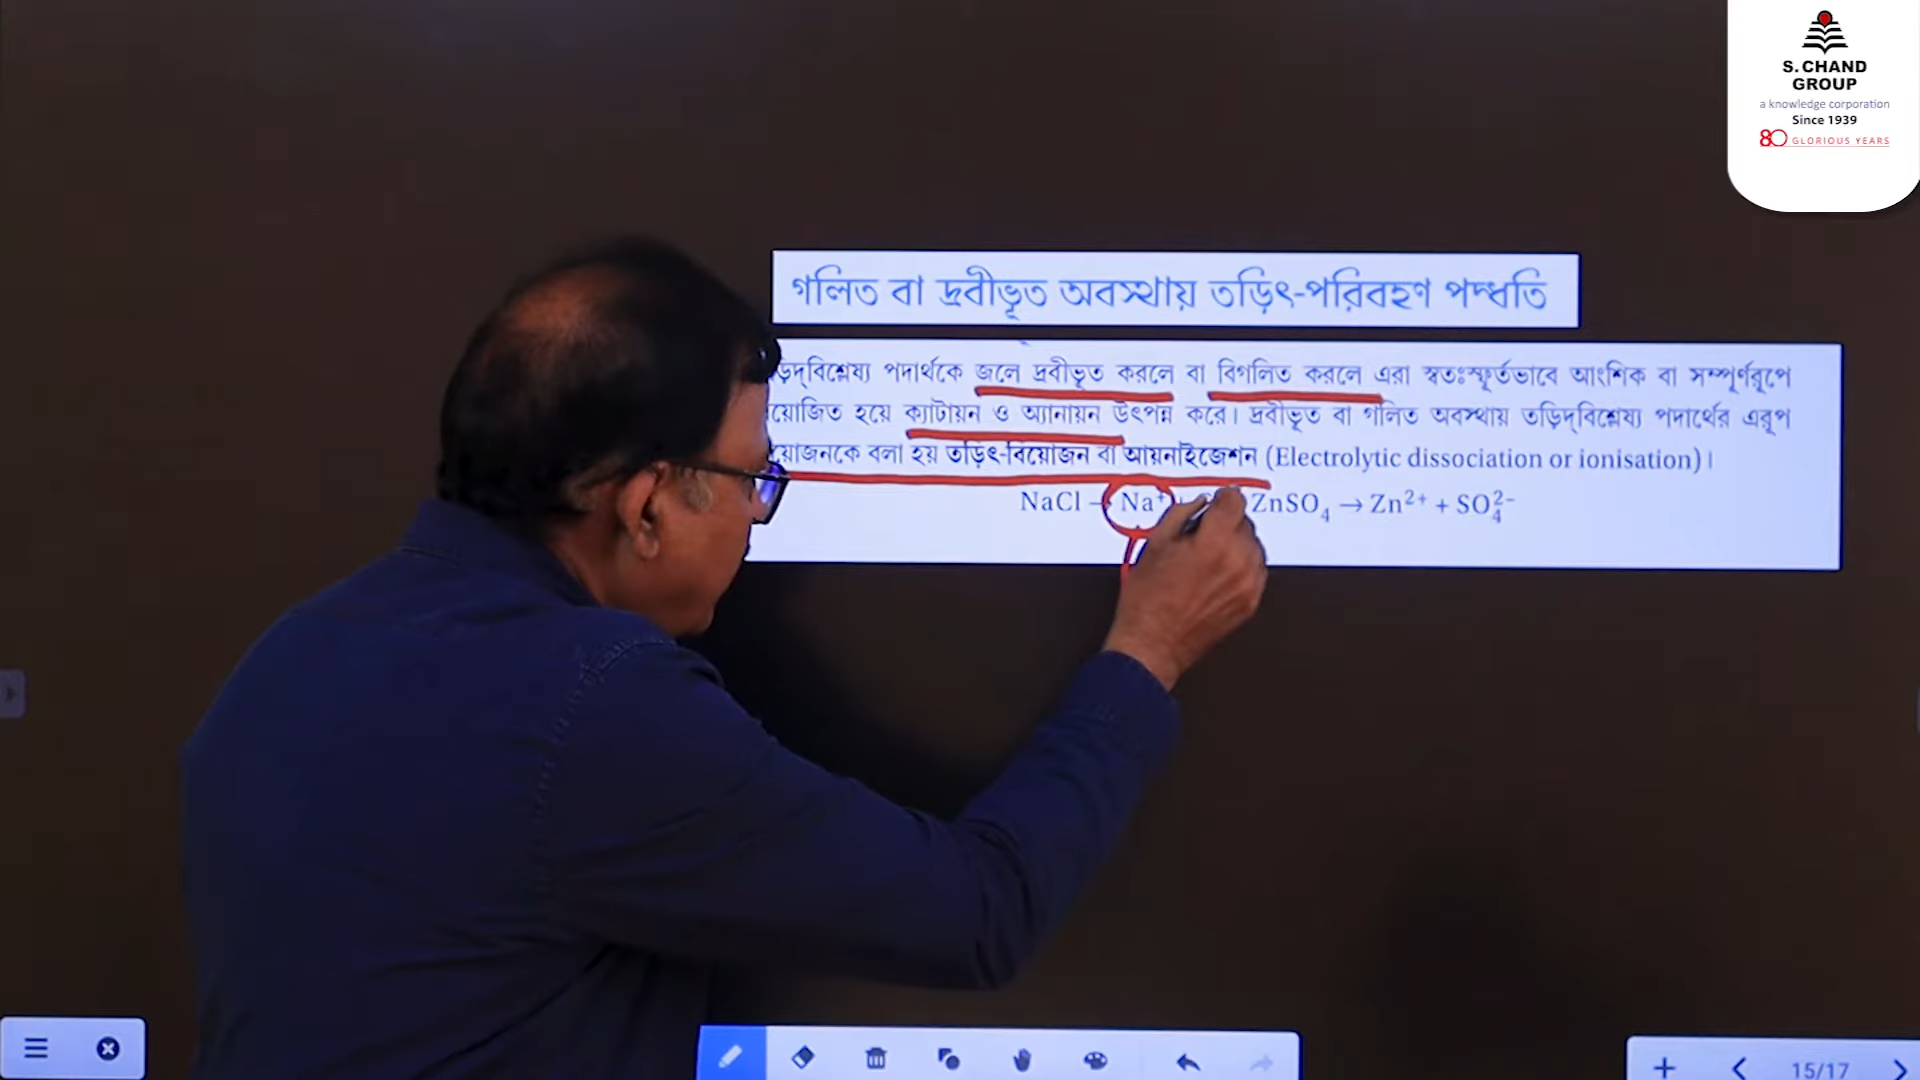 S. CHAND
GROUP
a knowledge corporation
Since 1939
80 GLORIOUS YEARS
গলিত বা দ্রবীভূত অবস্থায় তড়িৎ-পরিবহণ পদ্ধতি
পদার্থকে জলে দ্রবীভূত করলে বা বিগলিত করলে এরা স্বতঃস্ফূর্তভাবে আংশিক বা সম্পূর্ণরূপে
হয়ে ক্যাটায়ন ও অ্যানায়ন উৎপন্ন করে। দ্রবীভূত বা গলিত অবস্থায় তড়িদ্‌বিশ্লেষ্য পদার্থের এরূপ
বলা হয় তড়িৎ-বিয়োজন বা আয়নাইজেশন (Electrolytic dissociation or ionisation)।
NaCl → Na⁺ ZnSO₄ → Zn²⁺ + SO₄²⁻
15/17